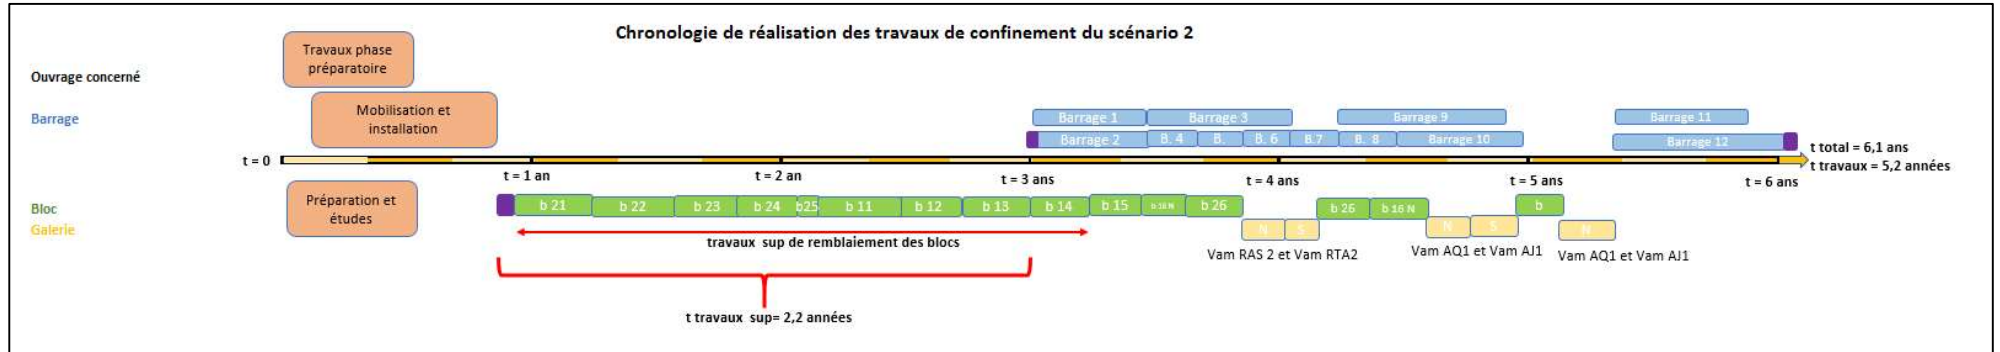 Chronologie de réalisation des travaux de confinement du scénario 2
Travaux phase
préparatoire
Ouvrage concerné
Mobilisation et
installation
Barrage
Barrage 1
Barrage 3
Barrage 9
Barrage 11
Barrage 2
B. 4
B.
B. 6
B.7
B. 8
Barrage 10
Barrage 12
t = 0
t total = 6,1 ans
t travaux = 5,2 années
t = 1 an
t = 2 an
t = 3 ans
t = 4 ans
t = 5 ans
t = 6 ans
Préparation et
études
Bloc
Galerie
b 21
b 22
b 23
b 24
b25
b 11
b 12
b 13
b 14
b 15
b 16 N
b 26
b 26
b 16 N
b
N
S
N
S
N
travaux sup de remblaiement des blocs
Vam RAS 2 et Vam RTA2
Vam AQ1 et Vam AJ1
Vam AQ1 et Vam AJ1
t travaux sup= 2,2 années